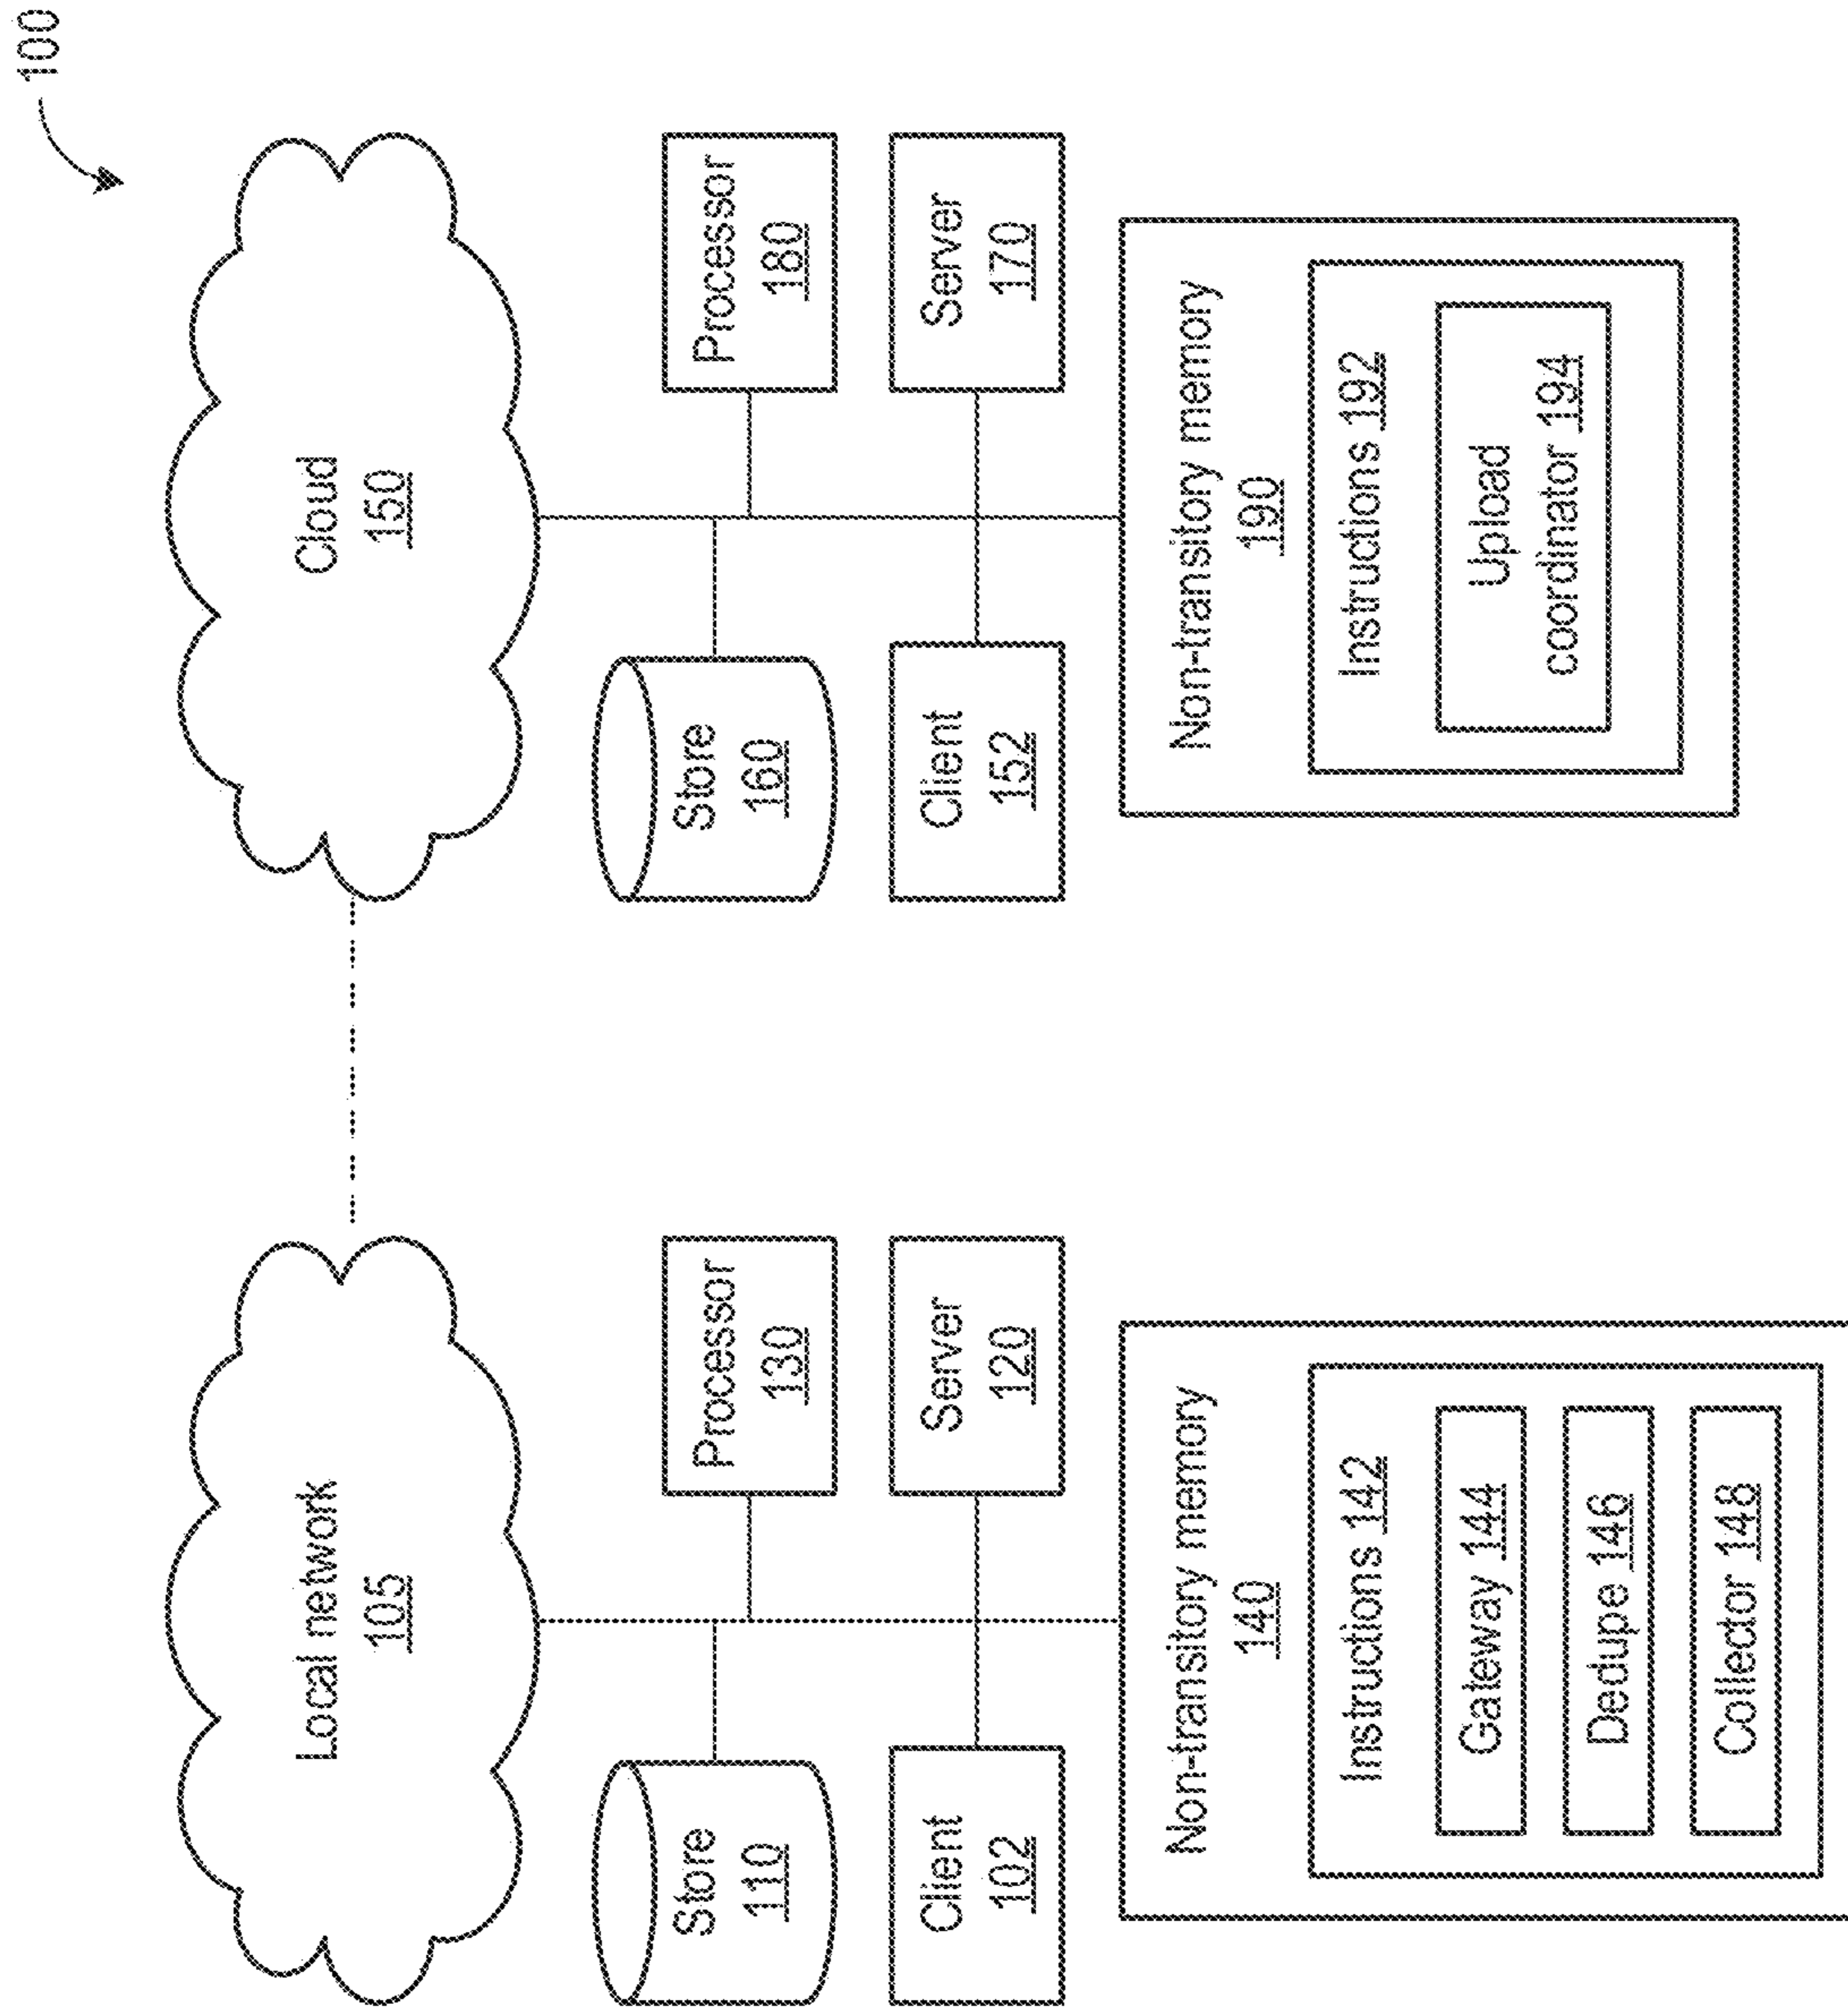 100
Local network
105
Store
110
Processor
130
Client
102
Server
120
Non-transitory memory
140
Instructions 142
Gateway 144
Dedupe 146
Collector 148
Cloud
150
Store
160
Processor
180
Client
152
Server
170
Non-transitory memory
190
Instructions 192
Upload
coordinator 194